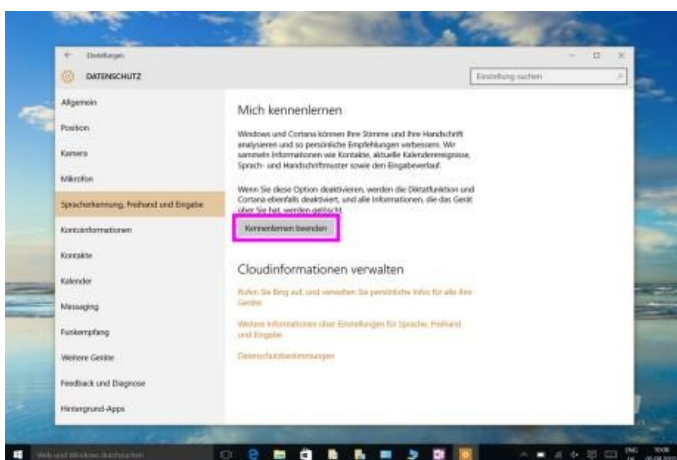 Einstellungen
DATENSCHUTZ
Einstellung suchen
Allgemein
Position
Kamera
Mikrofon
Spracherkennung, Freihand und Eingabe
Kontoinformationen
Kontakte
Kalender
Messaging
Funkempfang
Weitere Geräte
Feedback und Diagnose
Hintergrund-Apps
Mich kennenlernen
Windows und Cortana können Ihre Stimme und Ihre Handschrift
analysieren und so persönliche Empfehlungen verbessern. Wir
sammeln Informationen wie Kontakte, aktuelle Kalenderereignisse,
Sprach- und Handschriftmuster sowie den Eingabeverlauf.
Wenn Sie diese Option deaktivieren, werden die Diktatfunktion und
Cortana ebenfalls deaktiviert, und alle Informationen, die das Gerät
über Sie hat, werden gelöscht.
Kennenlernen beenden
Cloudinformationen verwalten
Rufen Sie Bing auf, und verwalten Sie persönliche Infos für alle Ihre
Geräte.
Weitere Informationen über Einstellungen für Sprache, Freihand
und Eingabe
Datenschutzbestimmungen
Web und Windows durchsuchen
ENG
10:08